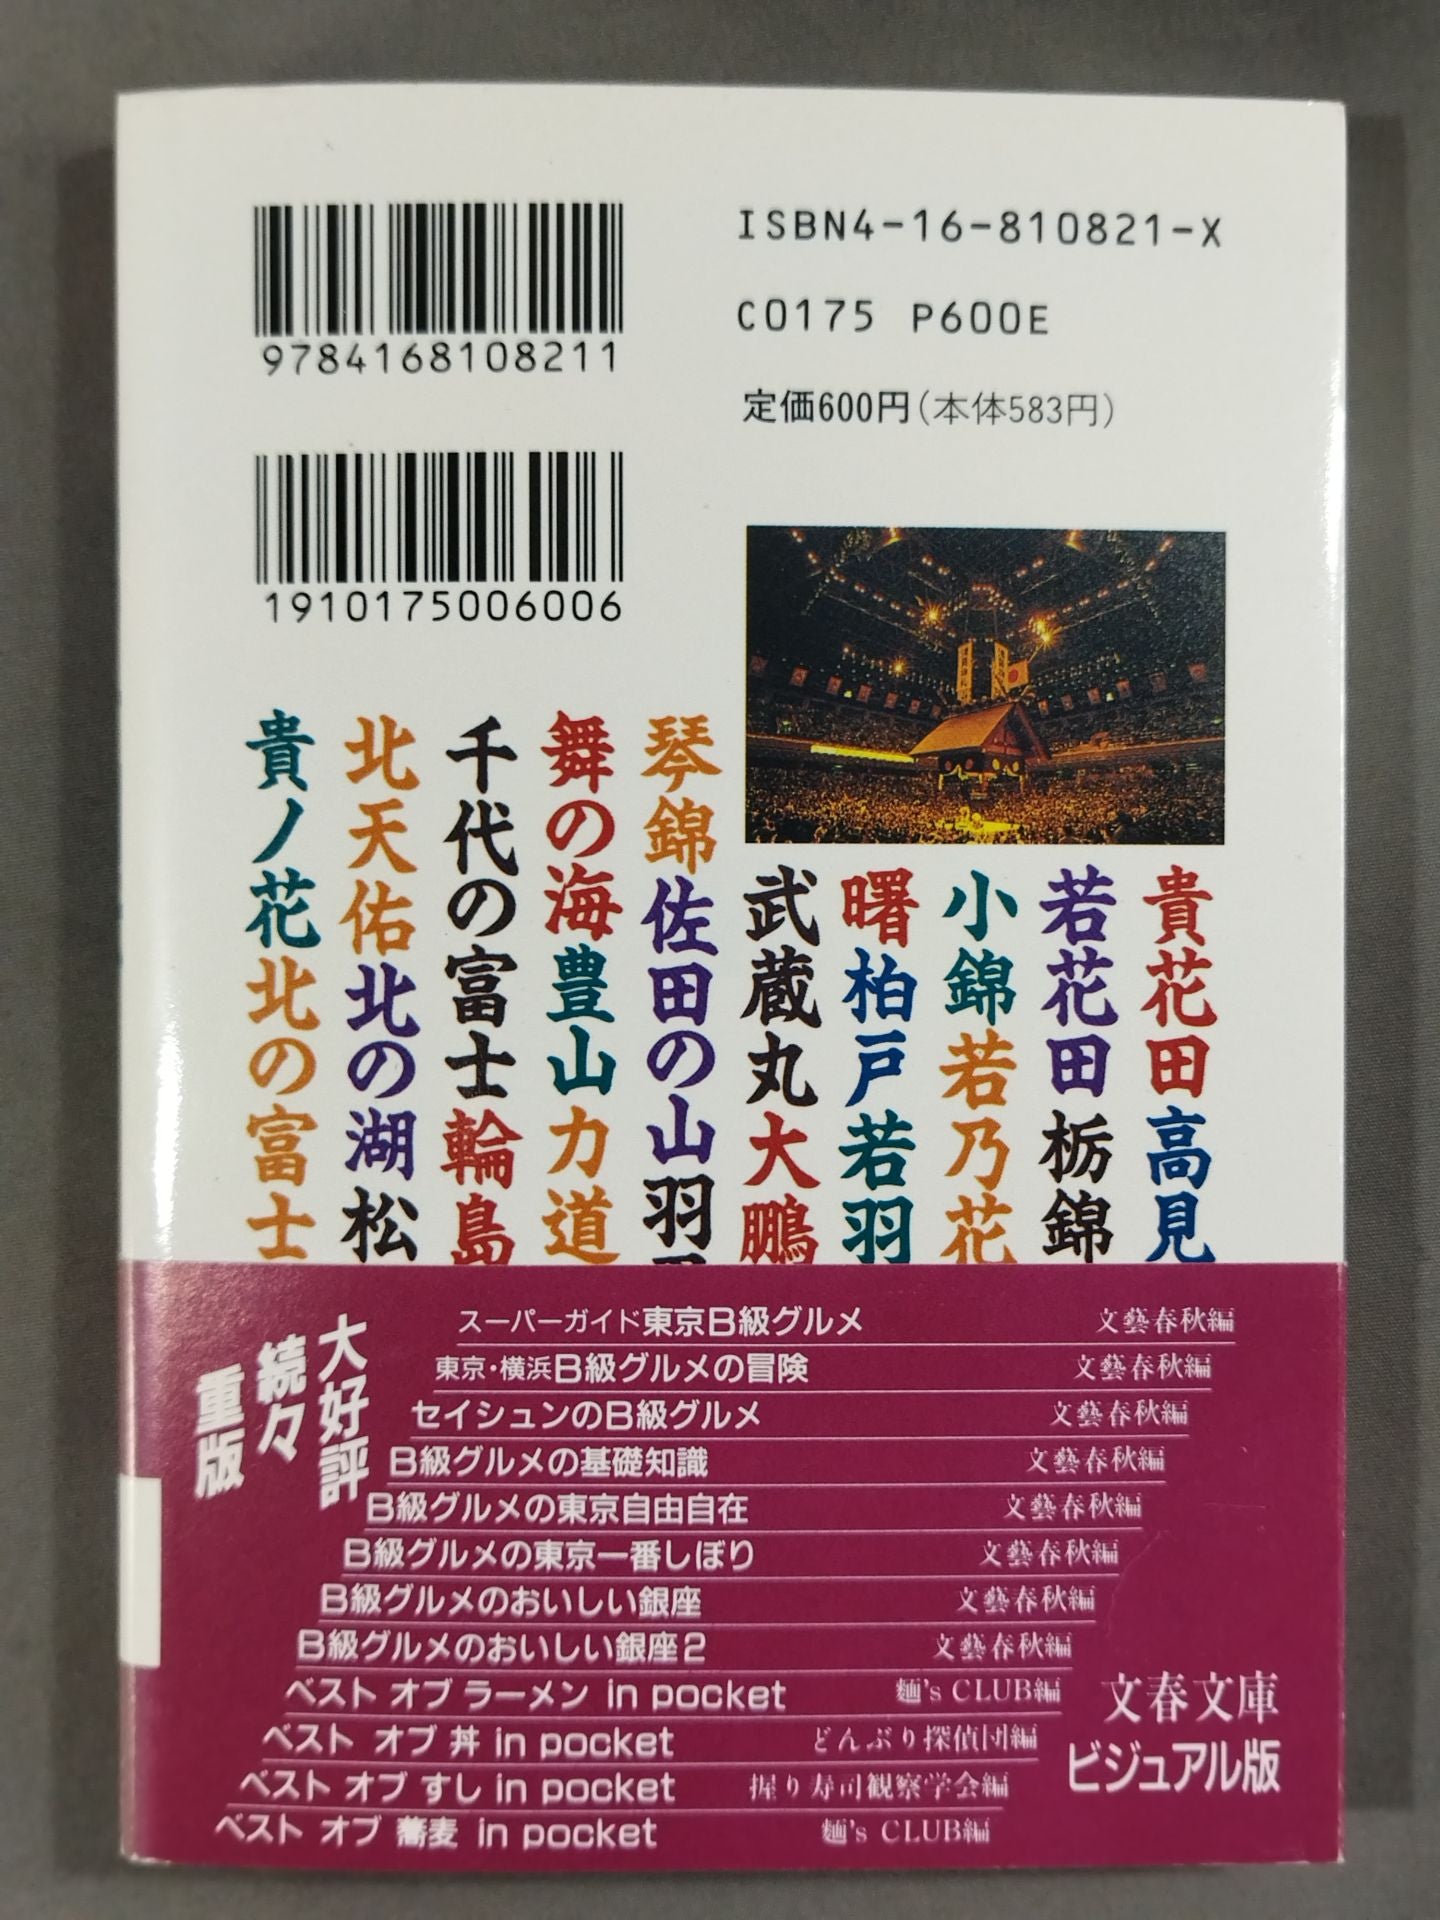 9784168108211
ISBN4-16-810821-X
C0175 P600E
定価600円(本体583円)
1910175006006
貴花田高見
若花田栃錦
小錦若乃花
曙柏戸若羽
武蔵丸大鵬
琴錦佐田の山羽
舞の海豊山力道
千代の富士輪島
北天佑北の湖松
貴ノ花北の富士
大好評
続々
重版
スーパーガイド東京B級グルメ 文藝春秋編
東京・横浜B級グルメの冒険 文藝春秋編
セイシュンのB級グルメ 文藝春秋編
B級グルメの基礎知識 文藝春秋編
B級グルメの東京自由自在 文藝春秋編
B級グルメの東京一番しぼり 文藝春秋編
B級グルメのおいしい銀座 文藝春秋編
B級グルメのおいしい銀座2 文藝春秋編
ベスト オブ ラーメン in pocket 麺's CLUB編
ベスト オブ 丼 in pocket どんぶり探偵団編
ベスト オブ すし in pocket 握り寿司観察学会編
ベスト オブ 蕎麦 in pocket 麺's CLUB編
文春文庫
ビジュアル版